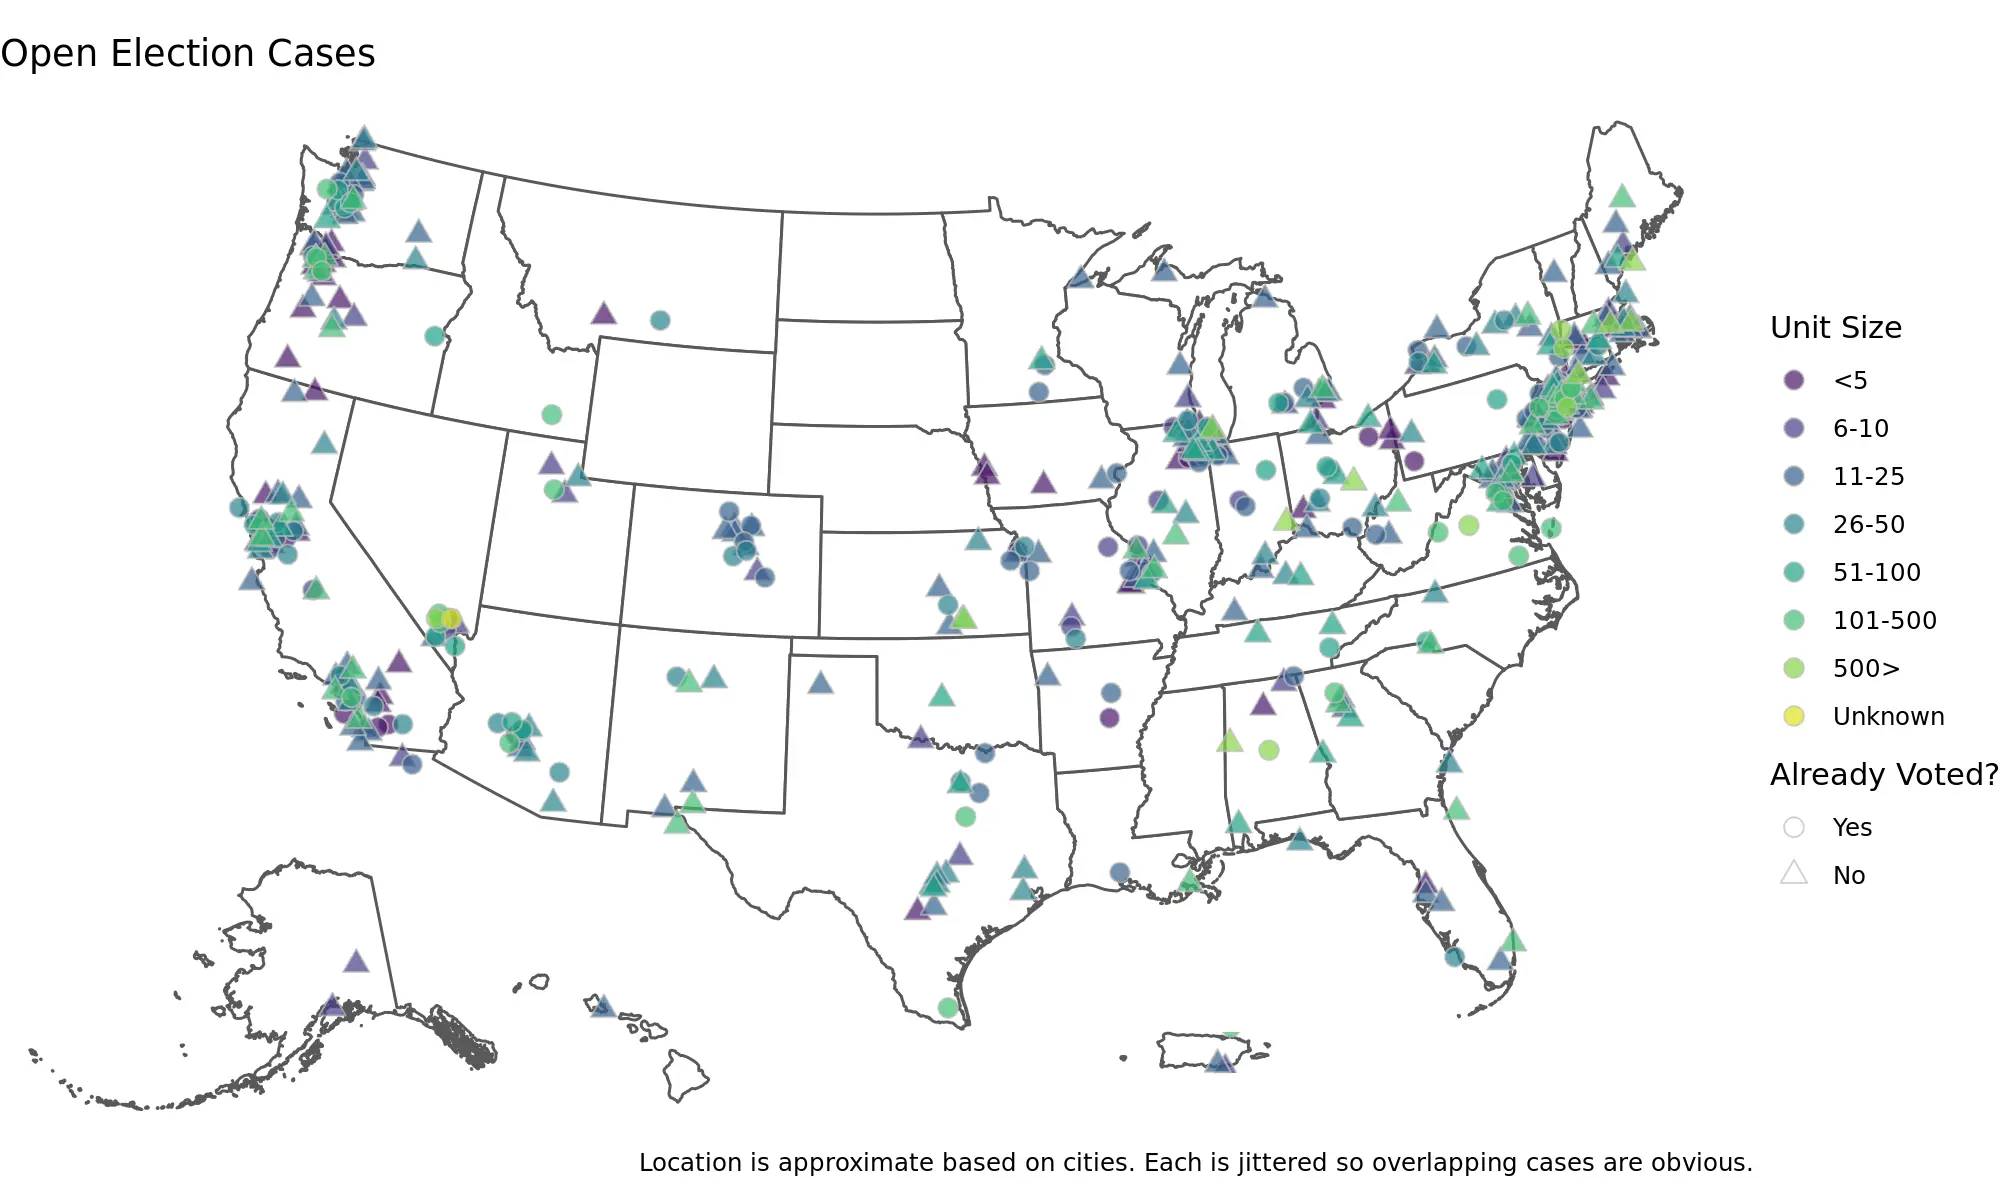 Open Election Cases
Unit Size
<5
6-10
11-25
26-50
51-100
101-500
500>
Unknown
Already Voted?
Yes
No
Location is approximate based on cities. Each is jittered so overlapping cases are obvious.